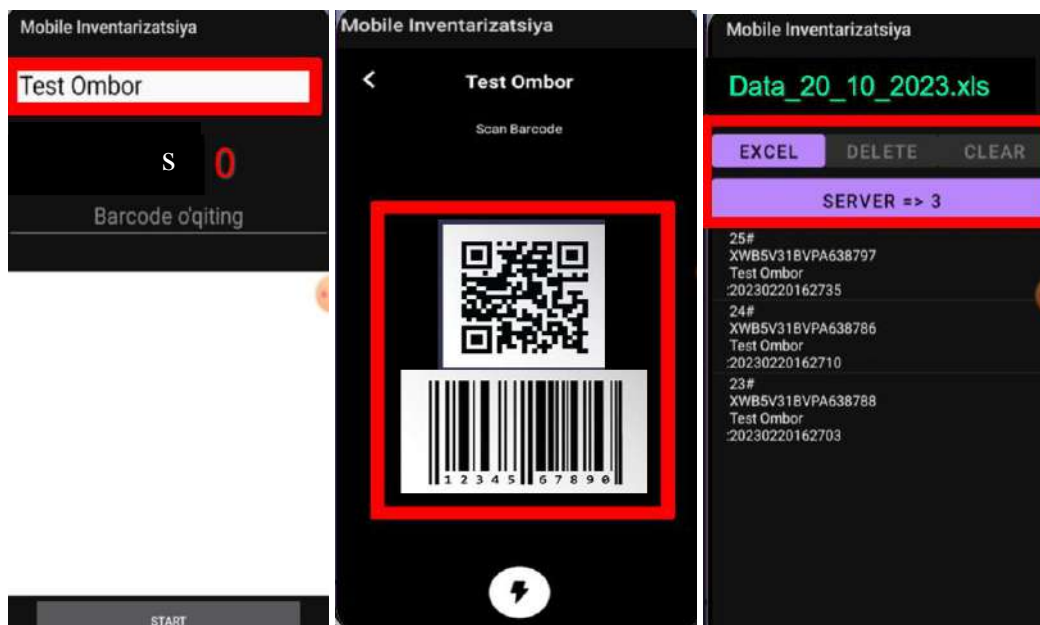 Mobile Inventarizatsiya
Test Ombor
S 0
Barcode o'qiting
START
Mobile Inventarizatsiya
Test Ombor
Scan Barcode
1 2 3 4 5 6 7 8 9 0
Mobile Inventarizatsiya
Data_20_10_2023.xls
EXCEL DELETE CLEAR
SERVER => 3
25#
XWB5V31BVPA638797
Test Ombor
:20230220162735
24#
XWB5V31BVPA638786
Test Ombor
:20230220162710
23#
XWB5V31BVPA638788
Test Ombor
:20230220162703